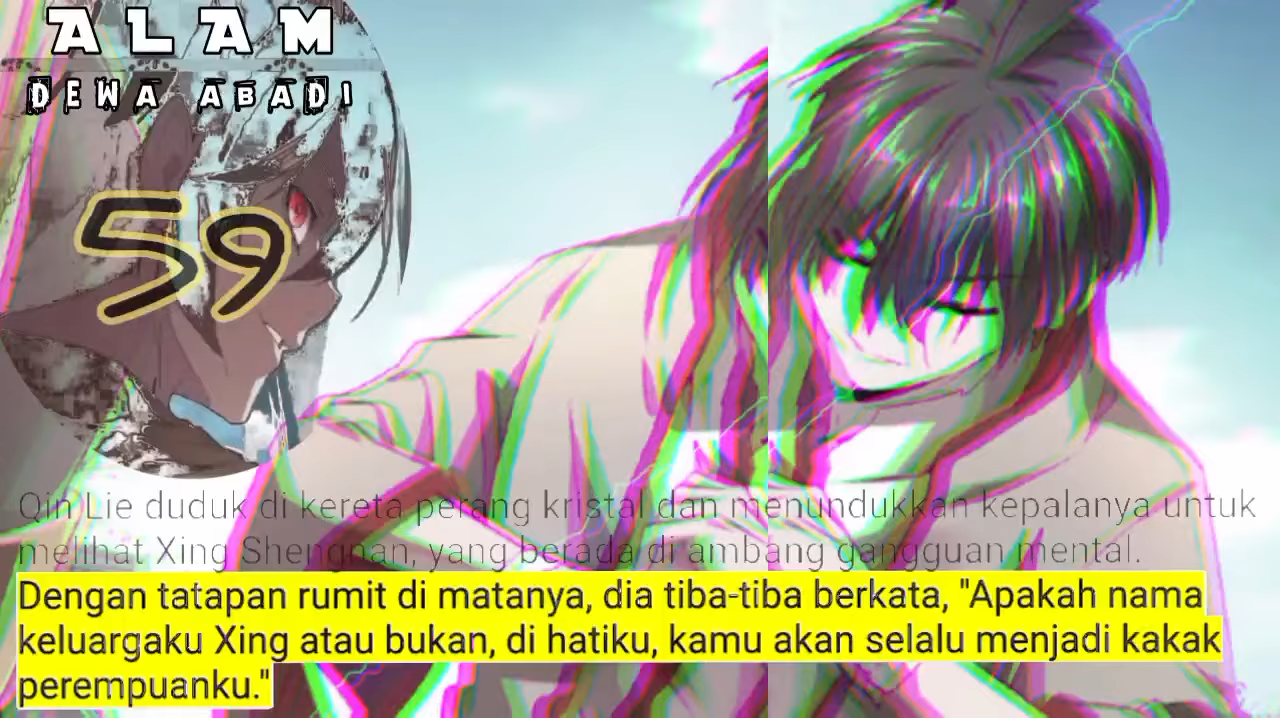 ALAM
DEWA ABADI
59
Qin Lie duduk di kereta perang kristal dan menundukkan kepalanya untuk
melihat Xing Shengnan, yang berada di ambang gangguan mental.
Dengan tatapan rumit di matanya, dia tiba-tiba berkata, "Apakah nama
keluargaku Xing atau bukan, di hatiku, kamu akan selalu menjadi kakak
perempuanku."